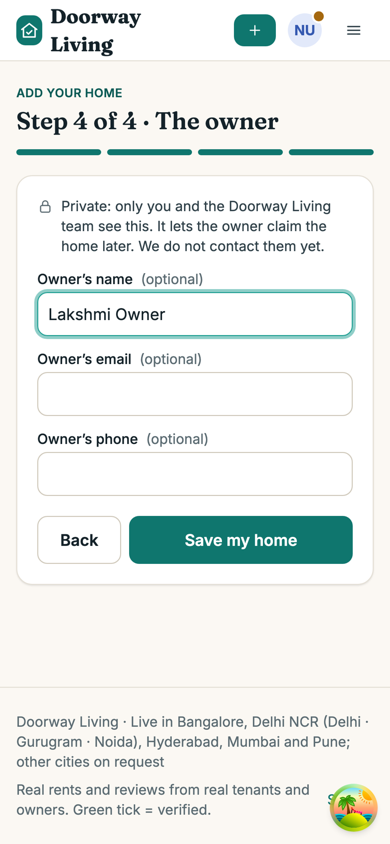 Doorway
Living
+
NU
ADD YOUR HOME
Step 4 of 4 · The owner
Private: only you and the Doorway Living
team see this. It lets the owner claim the
home later. We do not contact them yet.
Owner’s name (optional)
Lakshmi Owner
Owner’s email (optional)
Owner’s phone (optional)
Back
Save my home
Doorway Living · Live in Bangalore, Delhi NCR (Delhi ·
Gurugram · Noida), Hyderabad, Mumbai and Pune;
other cities on request
Real rents and reviews from real tenants and
owners. Green tick = verified.